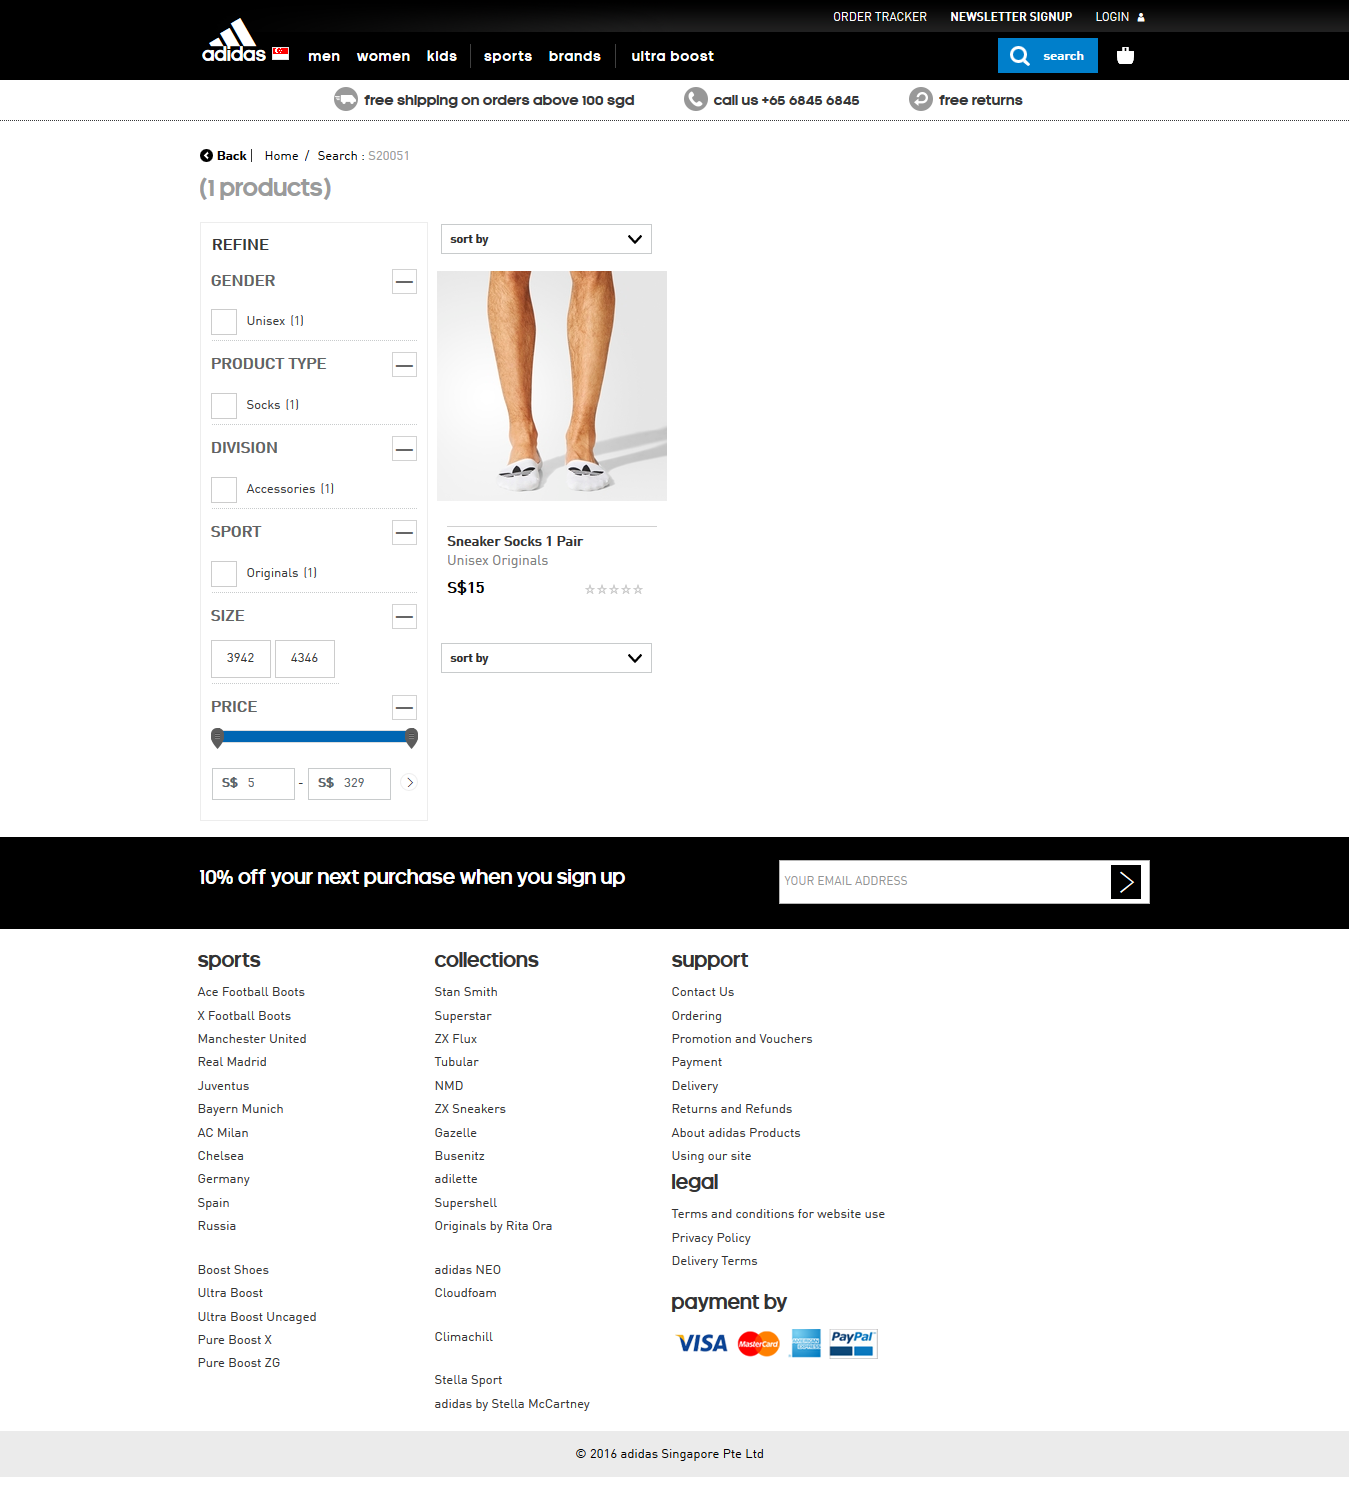 ORDER TRACKER NEWSLETTER SIGNUP LOGIN
adidas men women kids sports brands ultra boost search
free shipping on orders above 100 sgd call us +65 6845 6845 free returns
Back | Home / Search : S20051
(1 products)
REFINE
sort by
GENDER
Unisex (1)
PRODUCT TYPE
Socks (1)
DIVISION
Accessories (1)
SPORT
Originals (1)
SIZE
3942 4346
PRICE
S$ 5 - S$ 329
Sneaker Socks 1 Pair
Unisex Originals
S$15
sort by
10% off your next purchase when you sign up
YOUR EMAIL ADDRESS
sports
Ace Football Boots
X Football Boots
Manchester United
Real Madrid
Juventus
Bayern Munich
AC Milan
Chelsea
Germany
Spain
Russia
Boost Shoes
Ultra Boost
Ultra Boost Uncaged
Pure Boost X
Pure Boost ZG
collections
Stan Smith
Superstar
ZX Flux
Tubular
NMD
ZX Sneakers
Gazelle
Busenitz
adilette
Supershell
Originals by Rita Ora
adidas NEO
Cloudfoam
Climachill
Stella Sport
adidas by Stella McCartney
support
Contact Us
Ordering
Promotion and Vouchers
Payment
Delivery
Returns and Refunds
About adidas Products
Using our site
legal
Terms and conditions for website use
Privacy Policy
Delivery Terms
payment by
VISA MasterCard AMERICAN EXPRESS PayPal
© 2016 adidas Singapore Pte Ltd